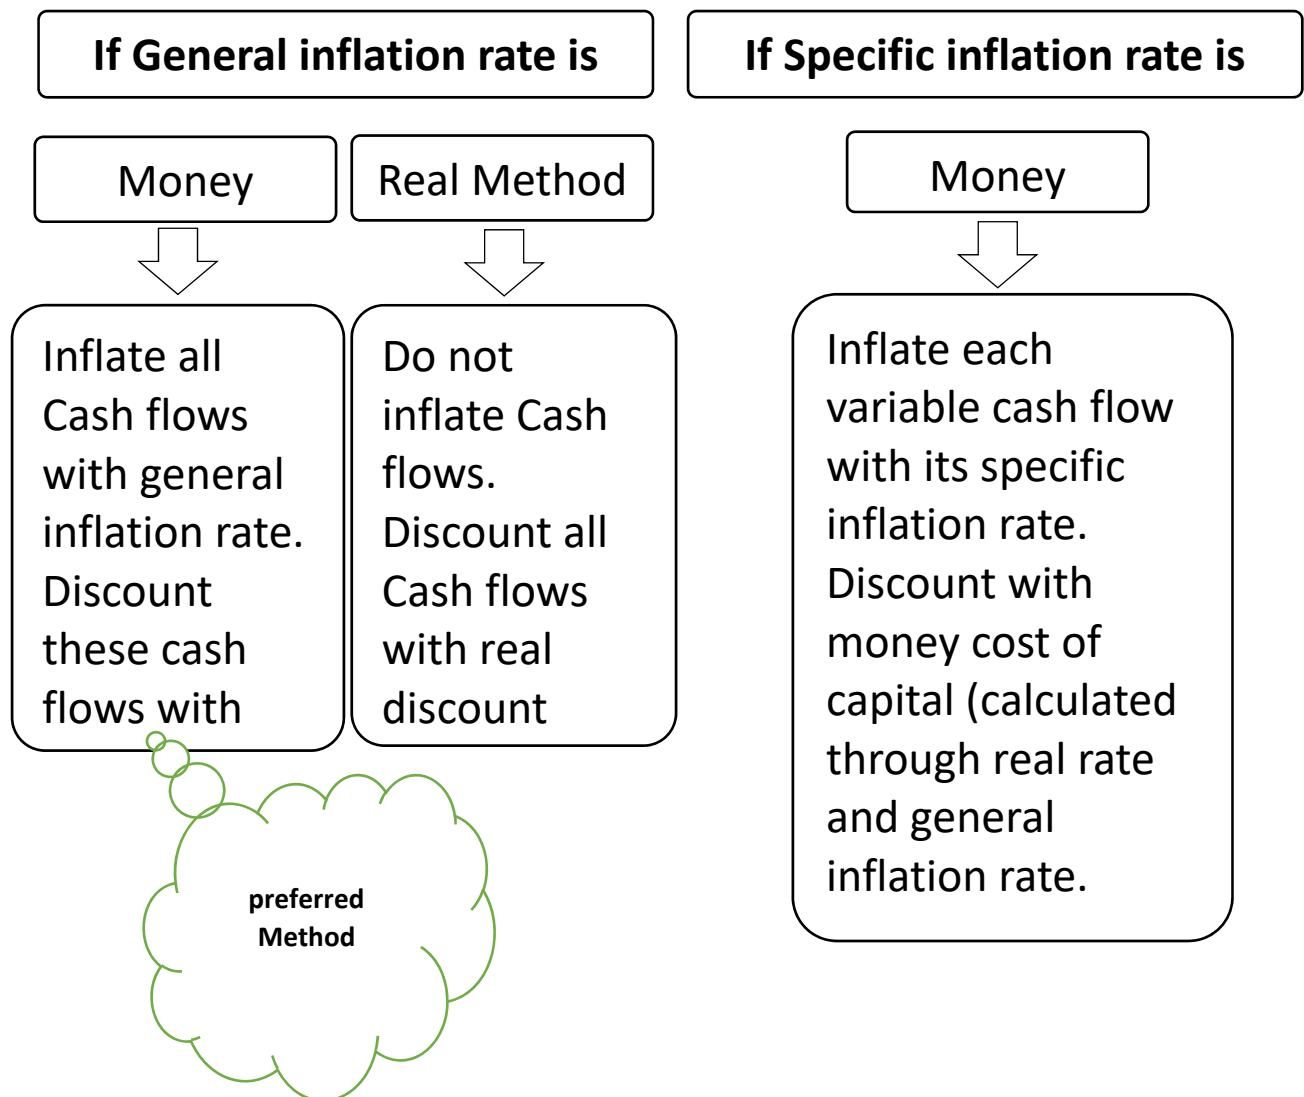 If General inflation rate is
If Specific inflation rate is
Money
Real Method
Money
Inflate all
Cash flows
with general
inflation rate.
Discount
these cash
flows with
Do not
inflate Cash
flows.
Discount all
Cash flows
with real
discount
Inflate each
variable cash flow
with its specific
inflation rate.
Discount with
money cost of
capital (calculated
through real rate
and general
inflation rate.
preferred
Method